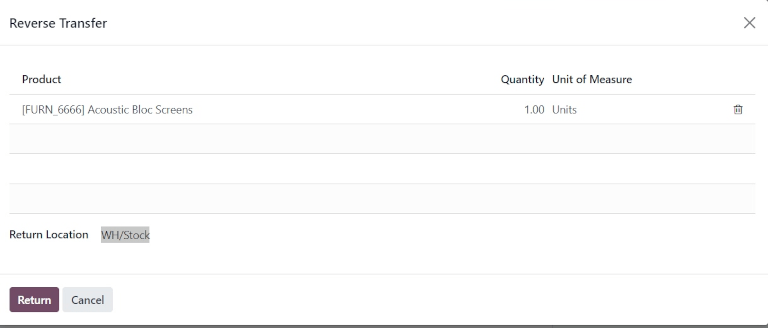 Reverse Transfer
Product Quantity Unit of Measure
[FURN_6666] Acoustic Bloc Screens 1.00 Units
Return Location WH/Stock
Return Cancel